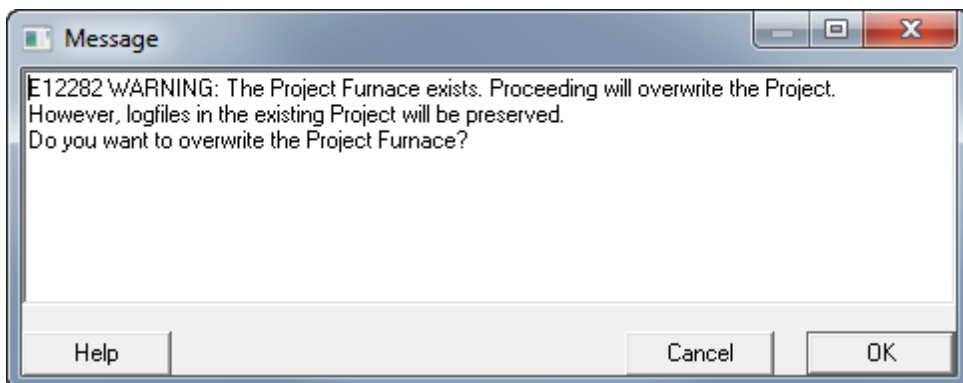 Message
E12282 WARNING: The Project Furnace exists. Proceeding will overwrite the Project.
However, logfiles in the existing Project will be preserved.
Do you want to overwrite the Project Furnace?
Help
Cancel
OK